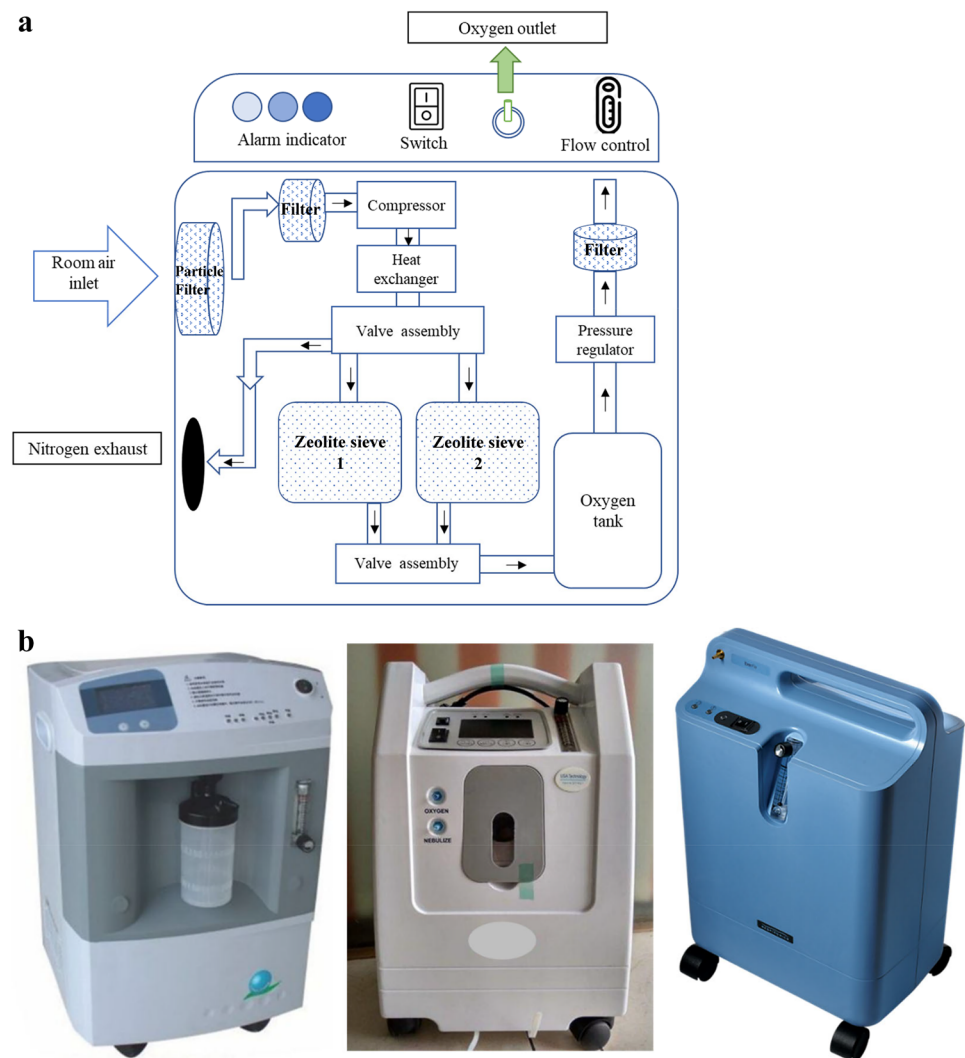 a
Oxygen outlet
Alarm indicator
Switch
Flow control
Room air
inlet
Particle
Filter
Filter
Compressor
Heat
exchanger
Valve assembly
Filter
Pressure
regulator
Nitrogen exhaust
Zeolite sieve
1
Zeolite sieve
2
Oxygen
tank
Valve assembly
b
OXYGEN
NEBULIZE